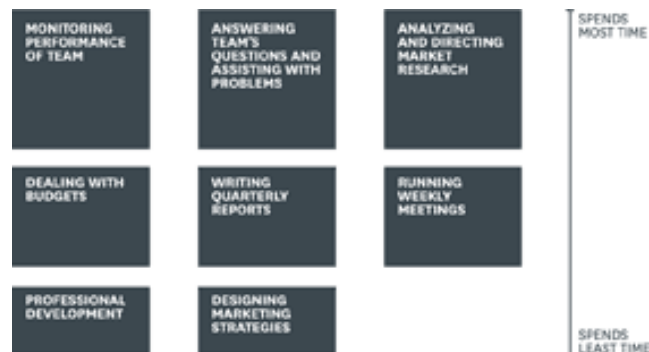 MONITORING
PERFORMANCE
OF TEAM
ANSWERING
TEAM'S
QUESTIONS AND
ASSISTING WITH
PROBLEMS
ANALYZING
AND DIRECTING
MARKET
RESEARCH
SPENDS
MOST TIME
DEALING WITH
BUDGETS
WRITING
QUARTERLY
REPORTS
RUNNING
WEEKLY
MEETINGS
PROFESSIONAL
DEVELOPMENT
DESIGNING
MARKETING
STRATEGIES
SPENDS
LEAST TIME